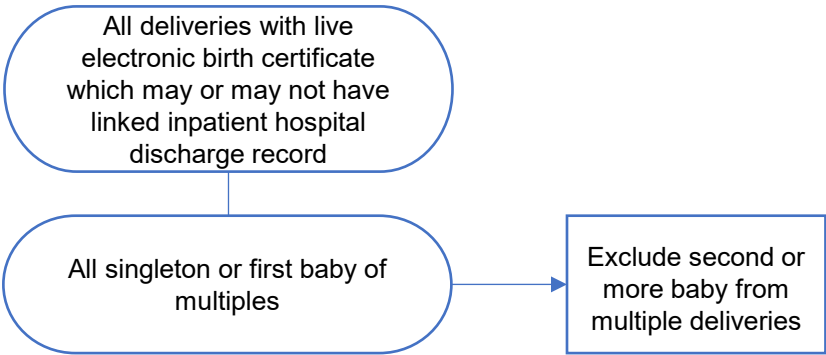 All deliveries with live
electronic birth certificate
which may or may not have
linked inpatient hospital
discharge record
All singleton or first baby of
multiples
Exclude second or
more baby from
multiple deliveries